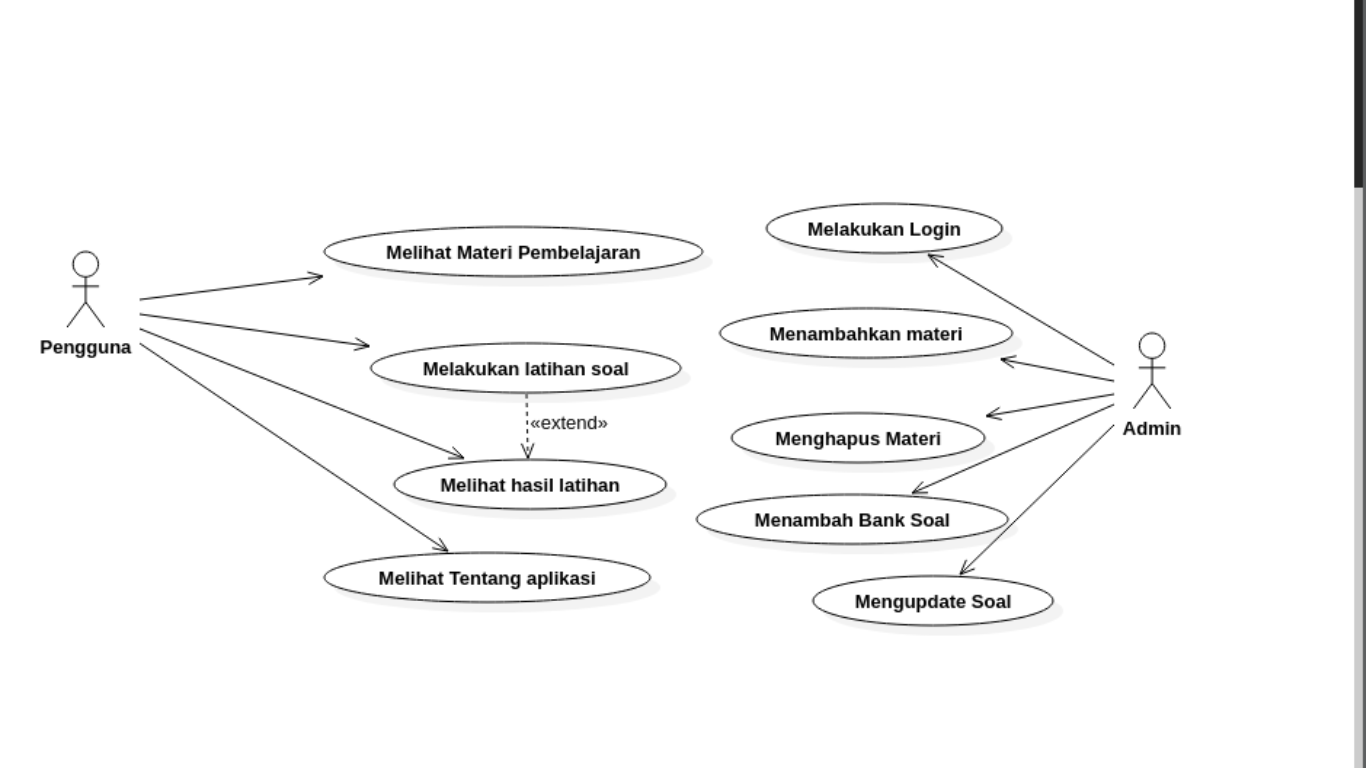 Melakukan Login
Melihat Materi Pembelajaran
Menambahkan materi
Pengguna
Melakukan latihan soal
«extend»
Admin
Menghapus Materi
Melihat hasil latihan
Menambah Bank Soal
Melihat Tentang aplikasi
Mengupdate Soal